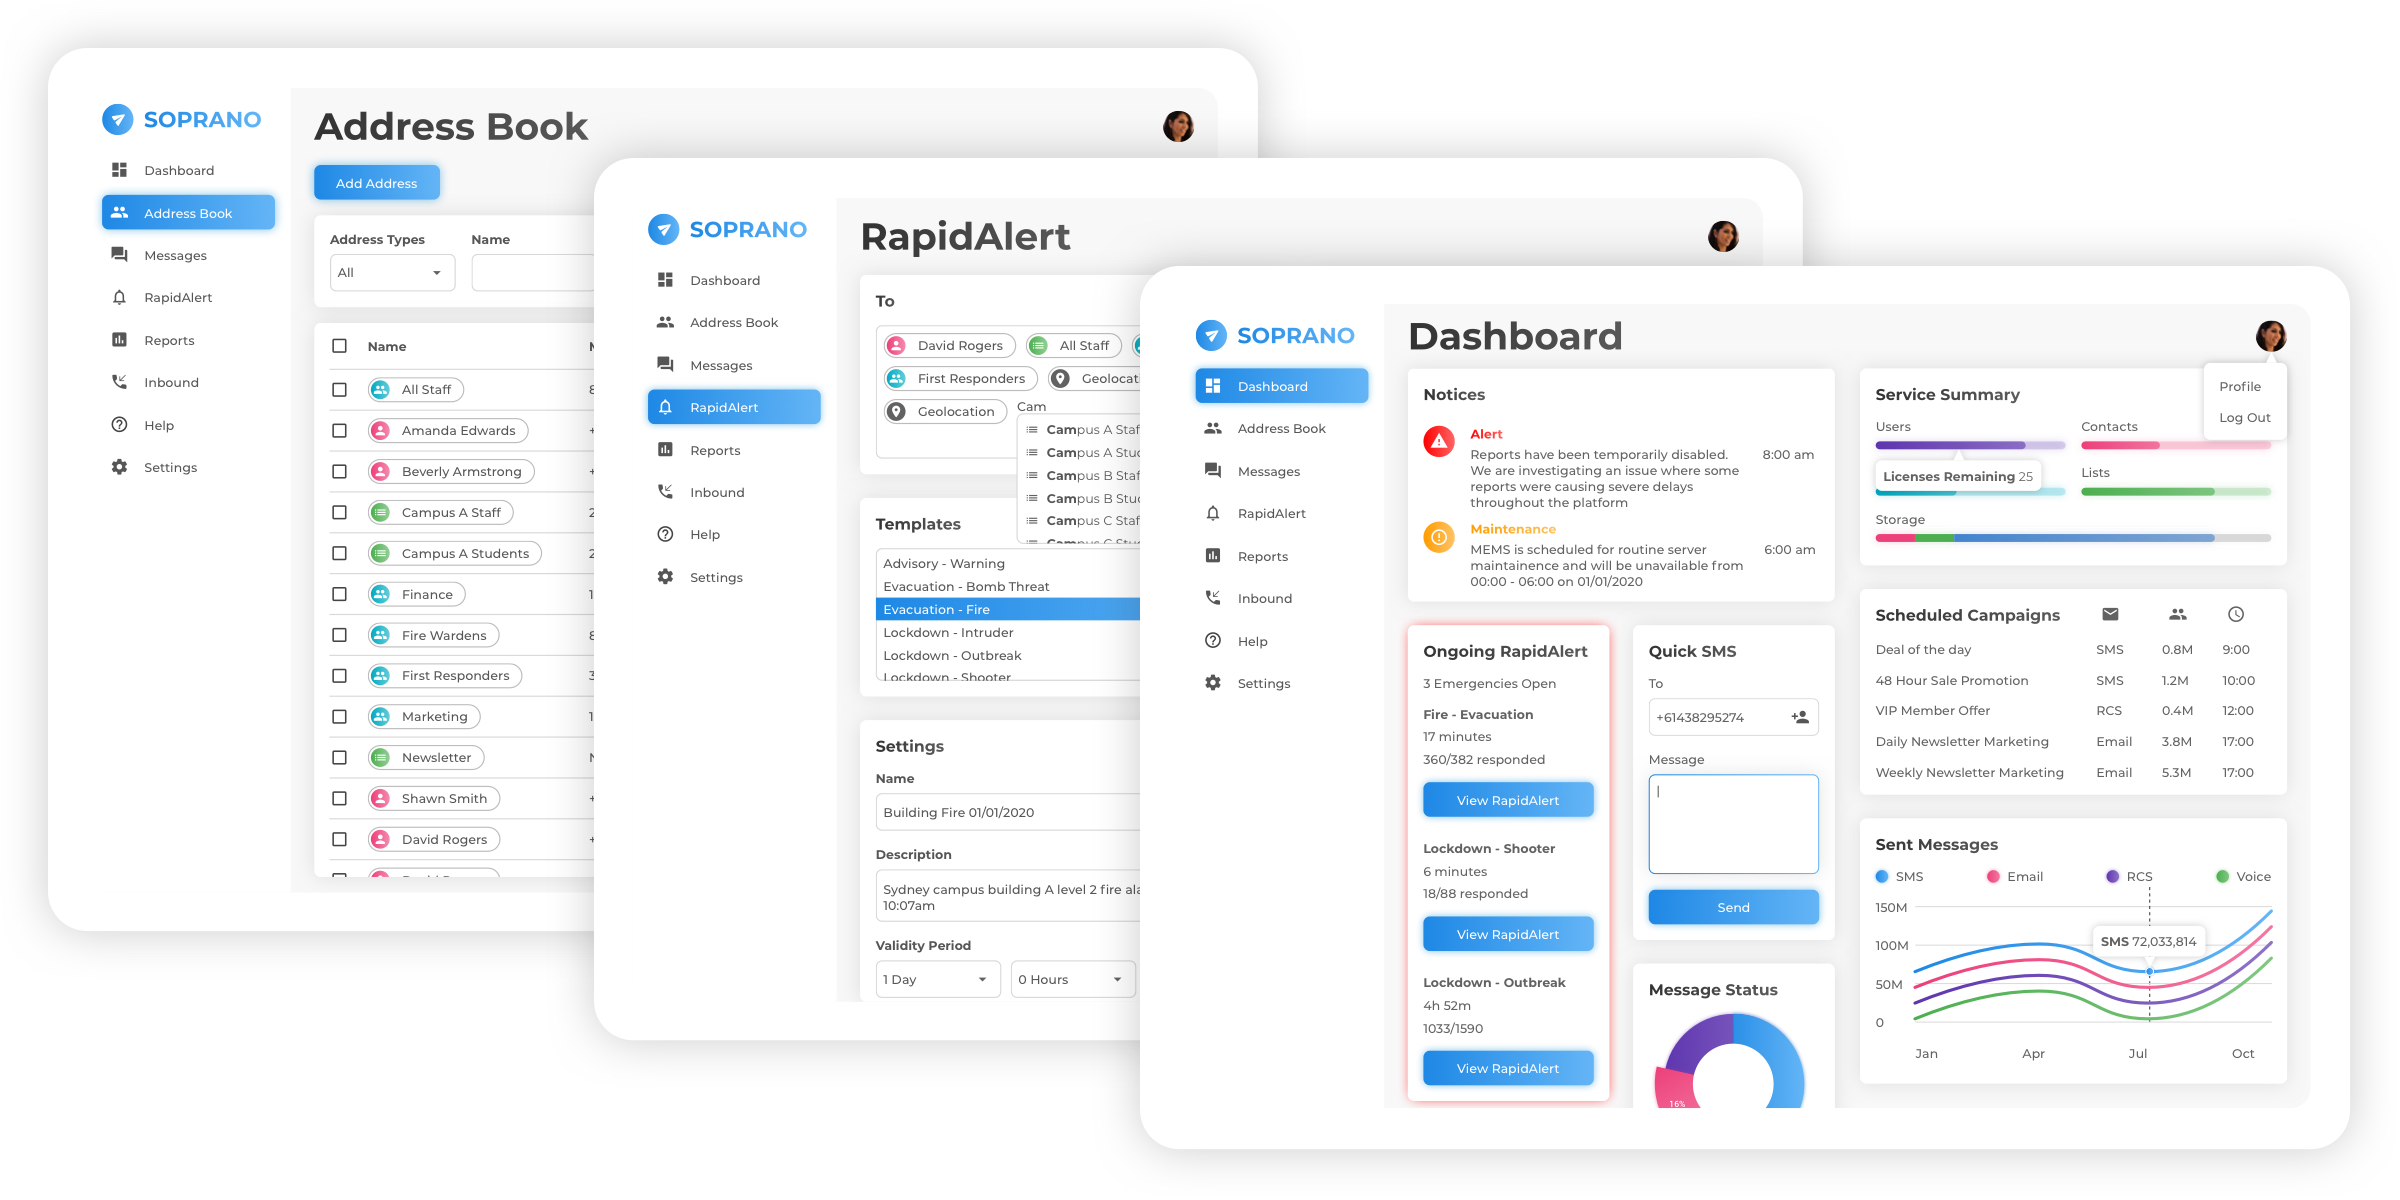 SOPRANO
Dashboard
Address Book
Messages
RapidAlert
Reports
Inbound
Help
Settings
Address Book
Add Address
Address Types Name
All
Name
All Staff
Amanda Edwards
Beverly Armstrong
Campus A Staff
Campus A Students
Finance
Fire Wardens
First Responders
Marketing
Newsletter
Shawn Smith
David Rogers
SOPRANO
Dashboard
Address Book
Messages
RapidAlert
Reports
Inbound
Help
Settings
RapidAlert
To
David Rogers All Staff
First Responders Geolocat
Geolocation Cam
Campus A Staf
Campus A Stud
Campus B Staf
Campus B Stud
Campus C Staf
Templates
Advisory - Warning
Evacuation - Bomb Threat
Evacuation - Fire
Lockdown - Intruder
Lockdown - Outbreak
Lockdown - Shooter
Settings
Name
Building Fire 01/01/2020
Description
Sydney campus building A level 2 fire ala
10:07am
Validity Period
1 Day 0 Hours
SOPRANO
Dashboard
Address Book
Messages
RapidAlert
Reports
Inbound
Help
Settings
Dashboard
Profile
Log Out
Notices
Alert
Reports have been temporarily disabled. 8:00 am
We are investigating an issue where some
reports were causing severe delays
throughout the platform
Maintenance
MEMS is scheduled for routine server 6:00 am
maintainence and will be unavailable from
00:00 - 06:00 on 01/01/2020
Ongoing RapidAlert
3 Emergencies Open
Fire - Evacuation
17 minutes
360/382 responded
View RapidAlert
Lockdown - Shooter
6 minutes
18/88 responded
View RapidAlert
Lockdown - Outbreak
4h 52m
1033/1590
View RapidAlert
Quick SMS
To
+61438295274
Message
Send
Message Status
16%
Service Summary
Users Contacts
Licenses Remaining 25 Lists
Storage
Scheduled Campaigns
Deal of the day SMS 0.8M 9:00
48 Hour Sale Promotion SMS 1.2M 10:00
VIP Member Offer RCS 0.4M 12:00
Daily Newsletter Marketing Email 3.8M 17:00
Weekly Newsletter Marketing Email 5.3M 17:00
Sent Messages
SMS Email RCS Voice
150M
100M
SMS 72,033,814
50M
0
Jan Apr Jul Oct